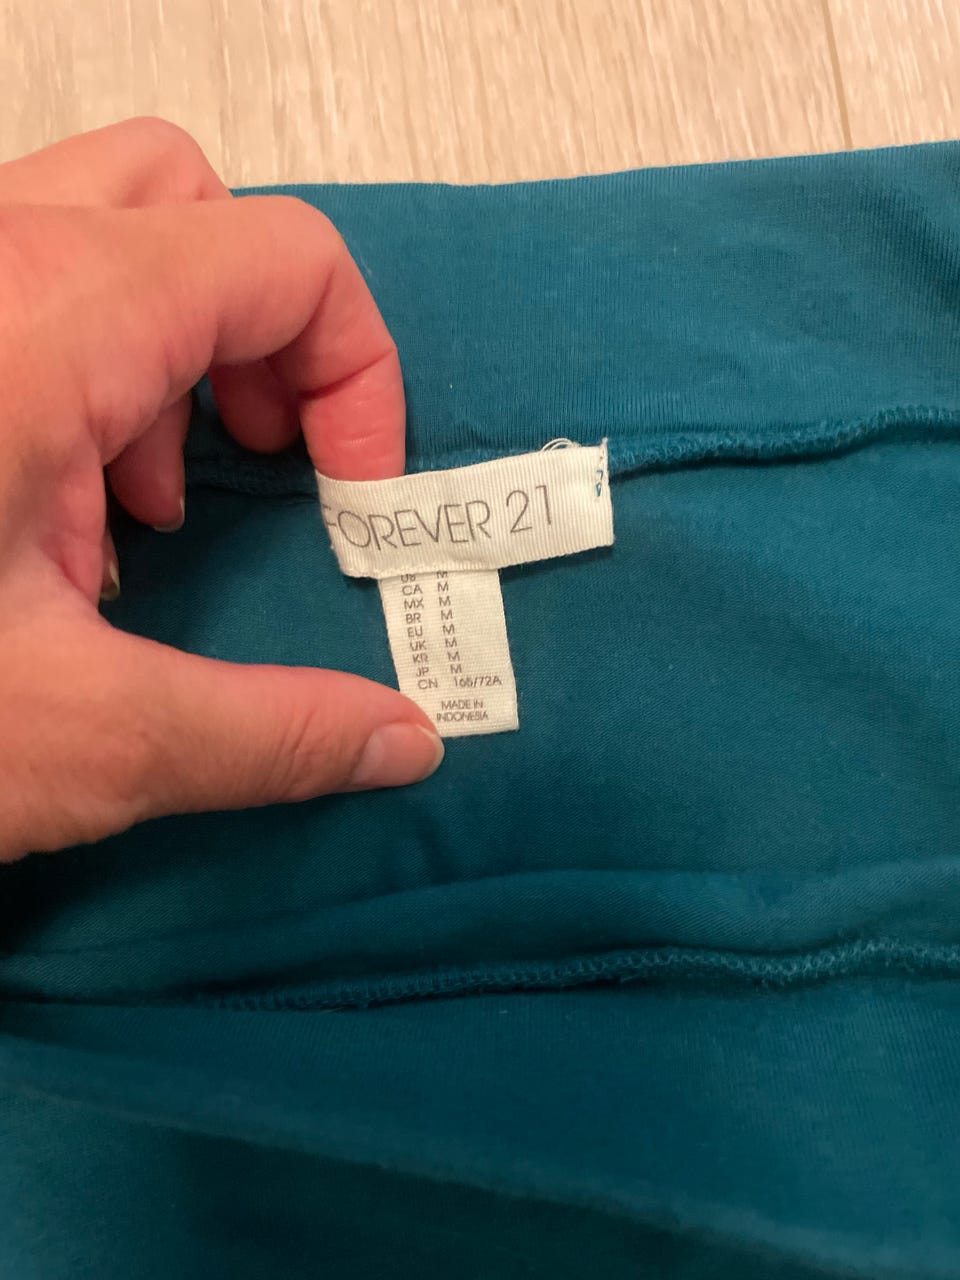 FOREVER 21
US M
CA M
MX M
BR M
EU M
UK M
KR M
JP M
CN 165/72A
MADE IN
INDONESIA